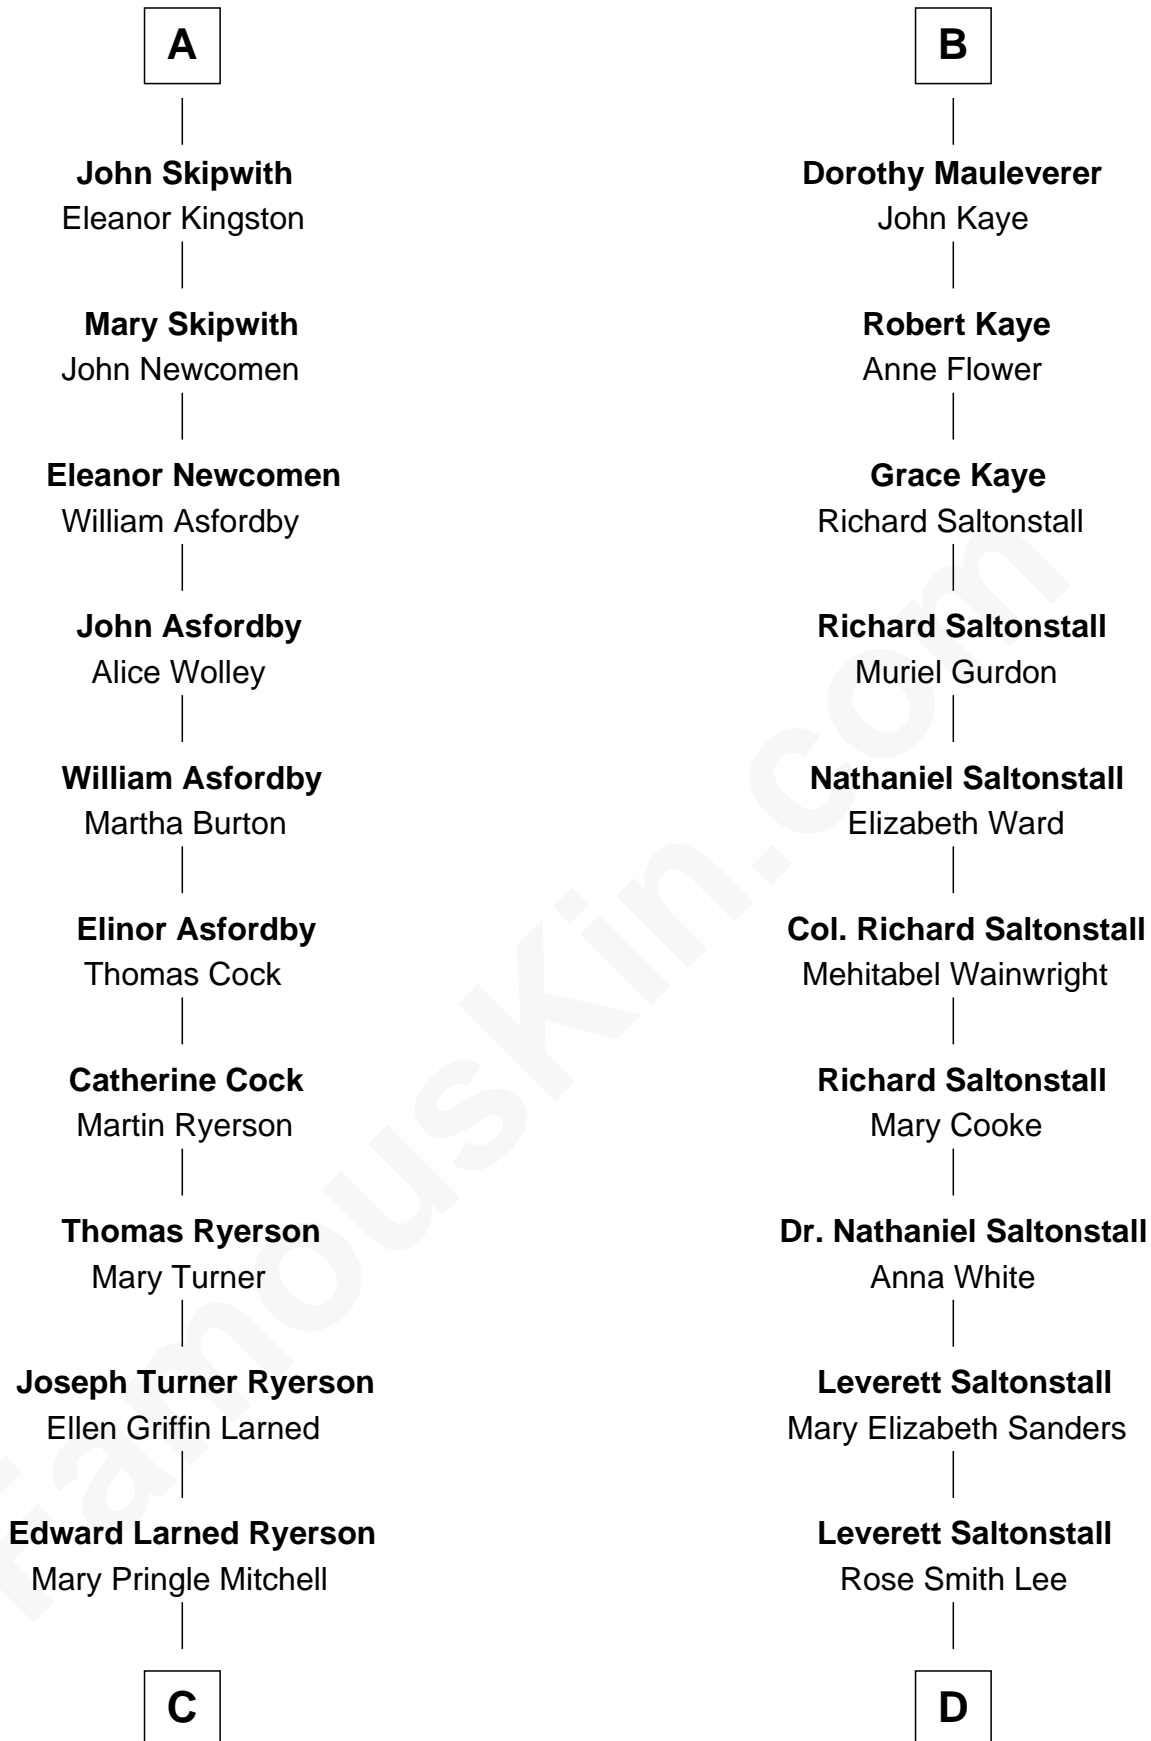 A
John Skipwith
Eleanor Kingston
Mary Skipwith
John Newcomen
Eleanor Newcomen
William Asfordby
John Asfordby
Alice Wolley
William Asfordby
Martha Burton
Elinor Asfordby
Thomas Cock
Catherine Cock
Martin Ryerson
Thomas Ryerson
Mary Turner
Joseph Turner Ryerson
Ellen Griffin Larned
Edward Larned Ryerson
Mary Pringle Mitchell
C
B
Dorothy Mauleverer
John Kaye
Robert Kaye
Anne Flower
Grace Kaye
Richard Saltonstall
Richard Saltonstall
Muriel Gurdon
Nathaniel Saltonstall
Elizabeth Ward
Col. Richard Saltonstall
Mehitabel Wainwright
Richard Saltonstall
Mary Cooke
Dr. Nathaniel Saltonstall
Anna White
Leverett Saltonstall
Mary Elizabeth Sanders
Leverett Saltonstall
Rose Smith Lee
D
FamousKin.com